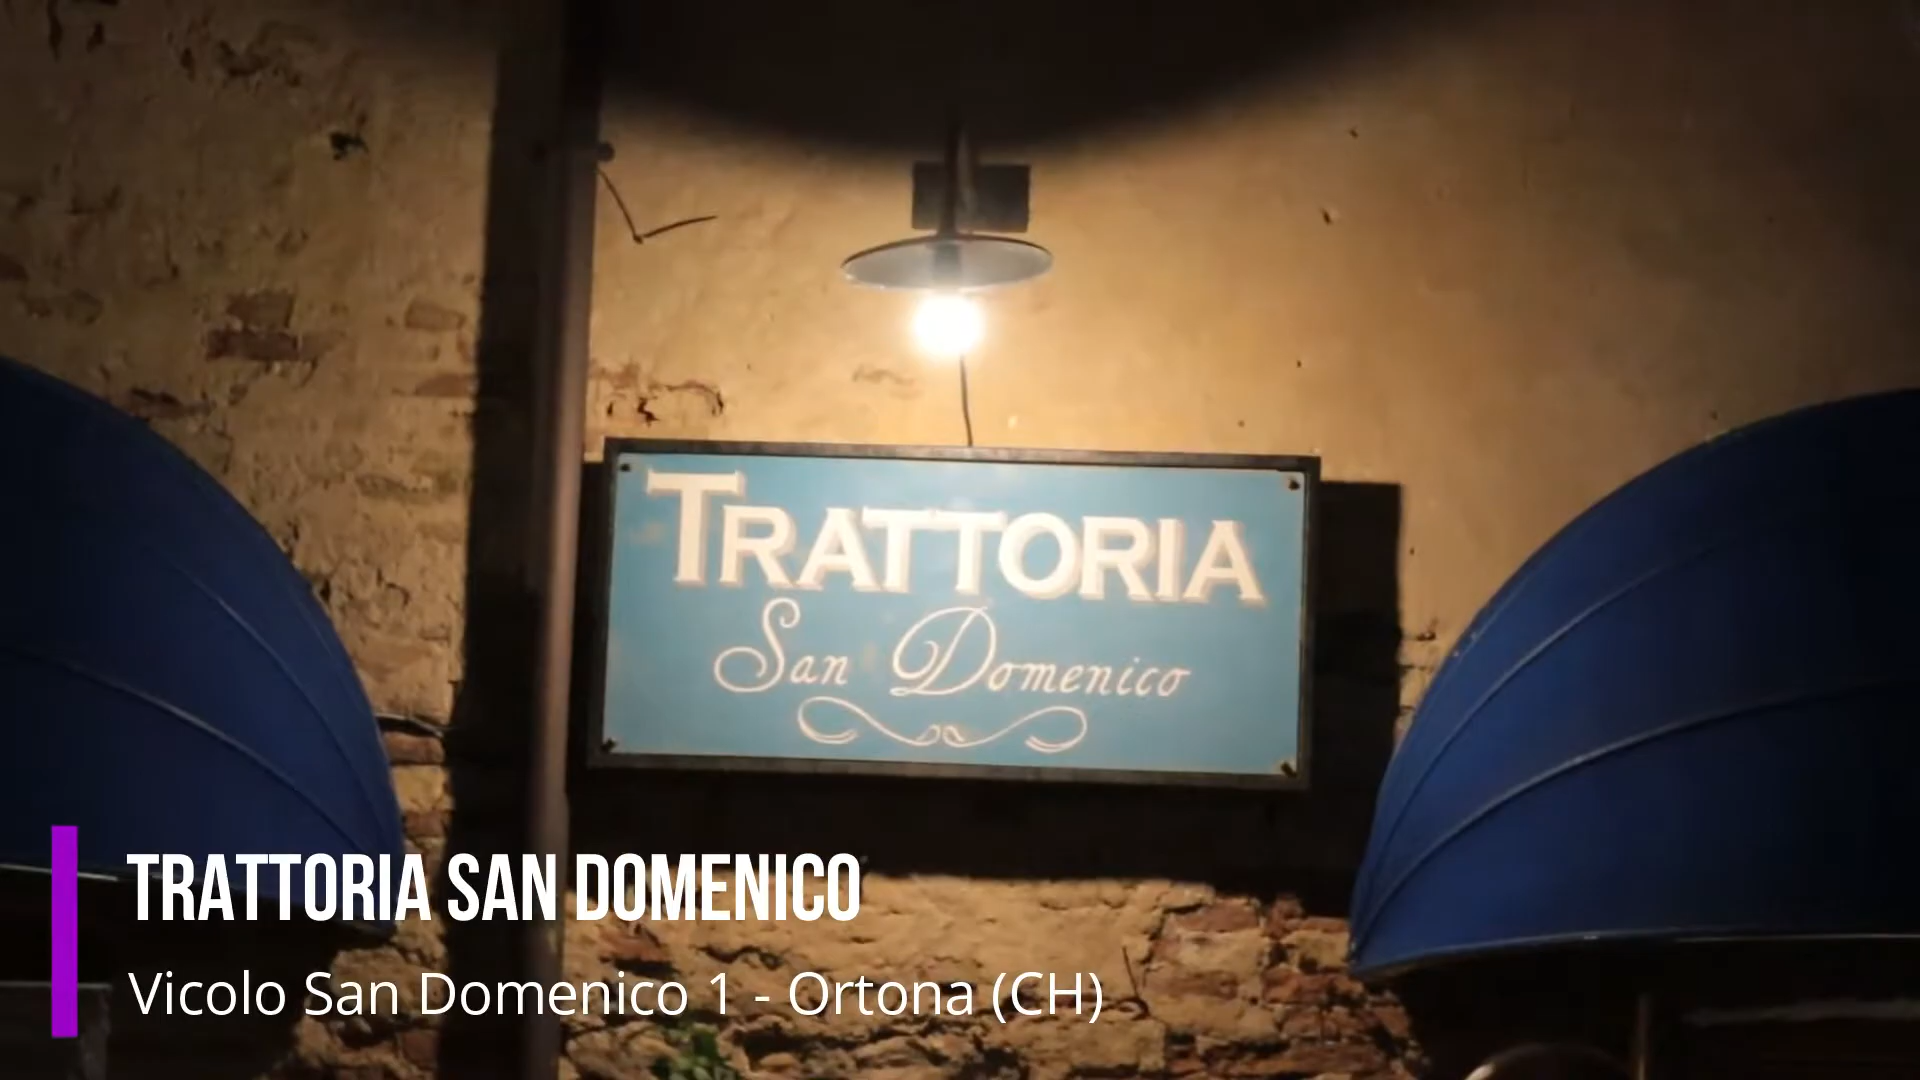 TRATTORIA
San Domenico
TRATTORIA SAN DOMENICO
Vicolo San Domenico 1 - Ortona (CH)